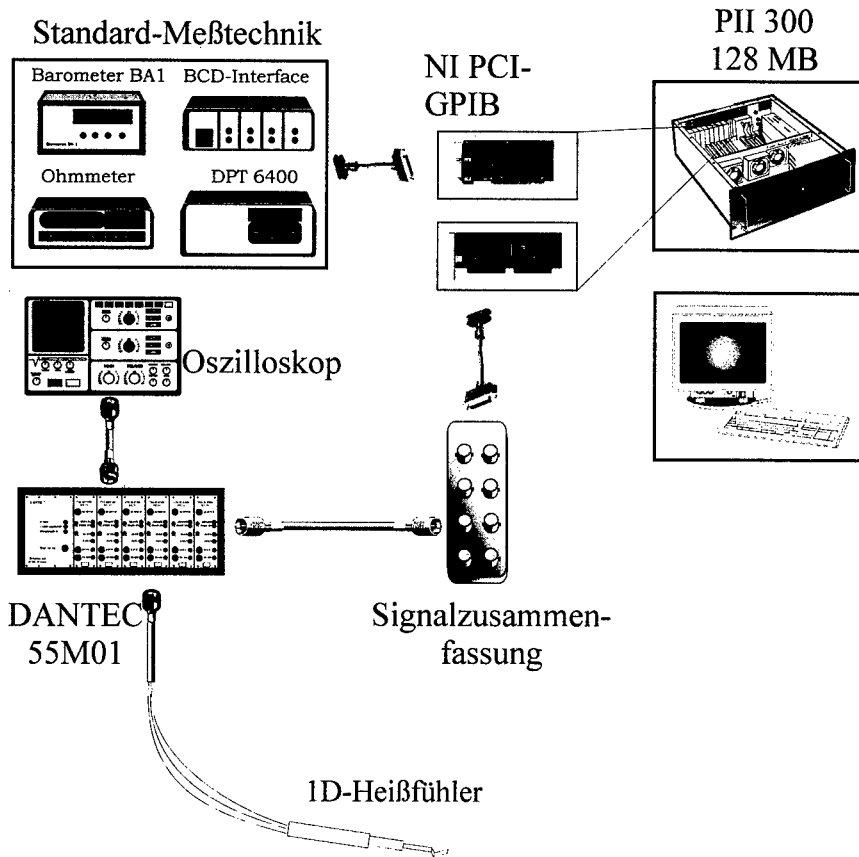 Standard-Meßtechnik
Barometer BA1
BCD-Interface
Ohmmeter
DPT 6400
NI PCI-
GPIB
PII 300
128 MB
Oszilloskop
DANTEC
55M01
Signalzusammen-
fassung
1D-Heißfühler